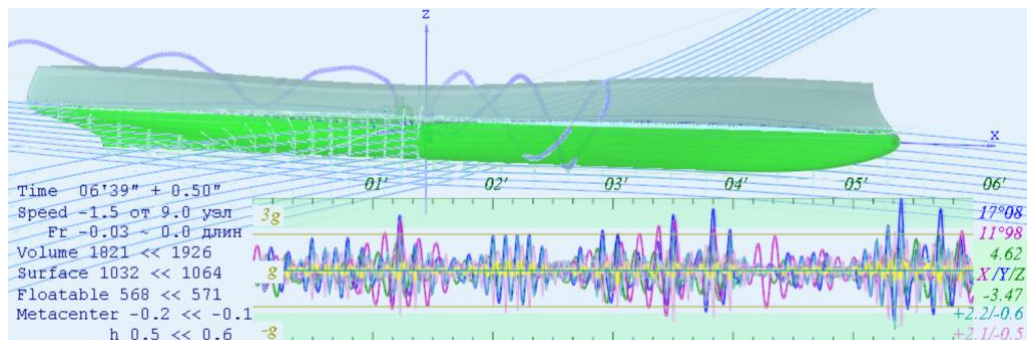 z
x
Time 06'39" + 0.50"
Speed -1.5 от 9.0 узл
Fr -0.03 ~ 0.0 длин
Volume 1821 << 1926
Surface 1032 << 1064
Floatable 568 << 571
Metacenter -0.2 << -0.1
h 0.5 << 0.6
01' 02' 03' 04' 05' 06'
3g
g
-g
17°08
11°98
4.62
X/Y/Z
-3.47
+2.2/-0.6
+2.1/-0.5